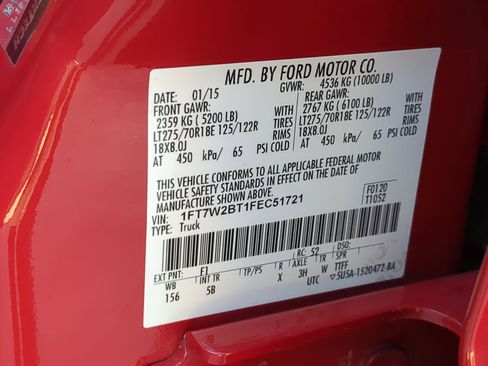 MFD. BY FORD MOTOR CO.
01/15 GVWR: 4536 KG (10000 LB)
FRONT GAWR: REAR GAWR:
2359 KG ( 5200 LB) 2767 KG ( 6100 LB)
LT275/70R18E 125/122R TIRES LT275/70R18E 125/122R TIRES
18X8.0J RIMS 18X8.0J RIMS
AT 450 kPa/ 65 PSI COLD AT 450 kPa/ 65 PSI COLD
THIS VEHICLE CONFORMS TO ALL APPLICABLE FEDERAL MOTOR
VEHICLE SAFETY STANDARDS IN EFFECT ON THE DATE OF
MANUFACTURE SHOWN ABOVE.
VIN: 1FT7W2BT1FEC51721 F0120
TYPE: Truck T1052
RC: 52 DSO:
EXT PNT: F1
WB INT TR TP/PS R AXLE TR SPR
156 5B X 3H W TTFF
UTC ▽5U5A-1520472-BA